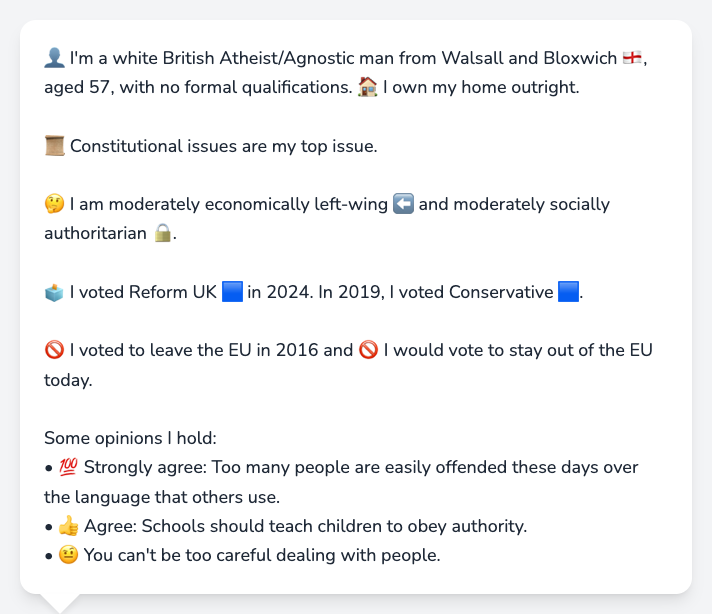 👤 I'm a white British Atheist/Agnostic man from Walsall and Bloxwich 🏴󠁧󠁢󠁥󠁮󠁧󠁿,
aged 57, with no formal qualifications. 🏠 I own my home outright.
📜 Constitutional issues are my top issue.
🤔 I am moderately economically left-wing ⬅️ and moderately socially
authoritarian 🔒.
🗳️ I voted Reform UK 🟦 in 2024. In 2019, I voted Conservative 🟦.
🚫 I voted to leave the EU in 2016 and 🚫 I would vote to stay out of the EU
today.
Some opinions I hold:
• 💯 Strongly agree: Too many people are easily offended these days over
the language that others use.
• 👍 Agree: Schools should teach children to obey authority.
• 🤨 You can't be too careful dealing with people.